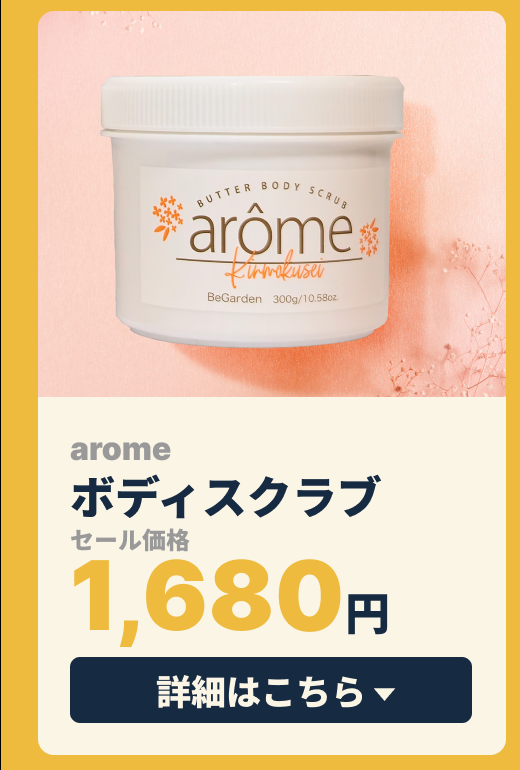 BUTTER BODY SCRUB
arôme
Kinmokusei
BeGarden 300g/10.58oz.
arome
ボディスクラブ
セール価格
1,680円
詳細はこちら